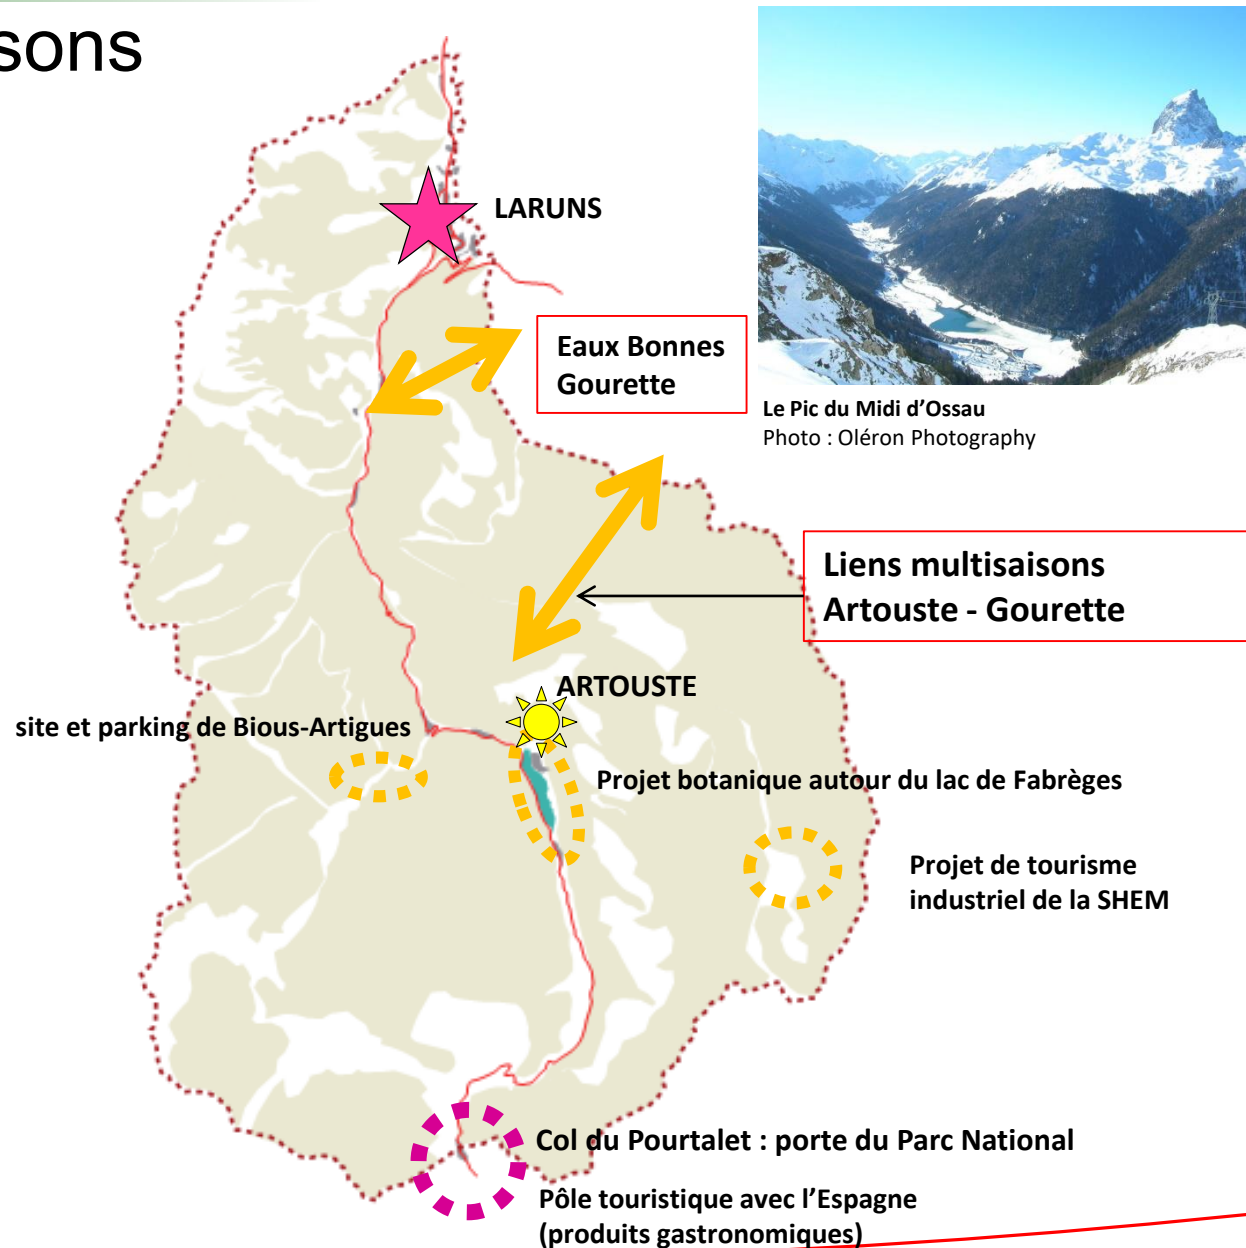 sons
LARUNS
Eaux Bonnes
Gourette
Le Pic du Midi d’Ossau
Photo : Oléron Photography
Liens multisaisons
Artouste - Gourette
ARTOUSTE
site et parking de Bious-Artigues
Projet botanique autour du lac de Fabrèges
Projet de tourisme
industriel de la SHEM
Col du Pourtalet : porte du Parc National
Pôle touristique avec l’Espagne
(produits gastronomiques)